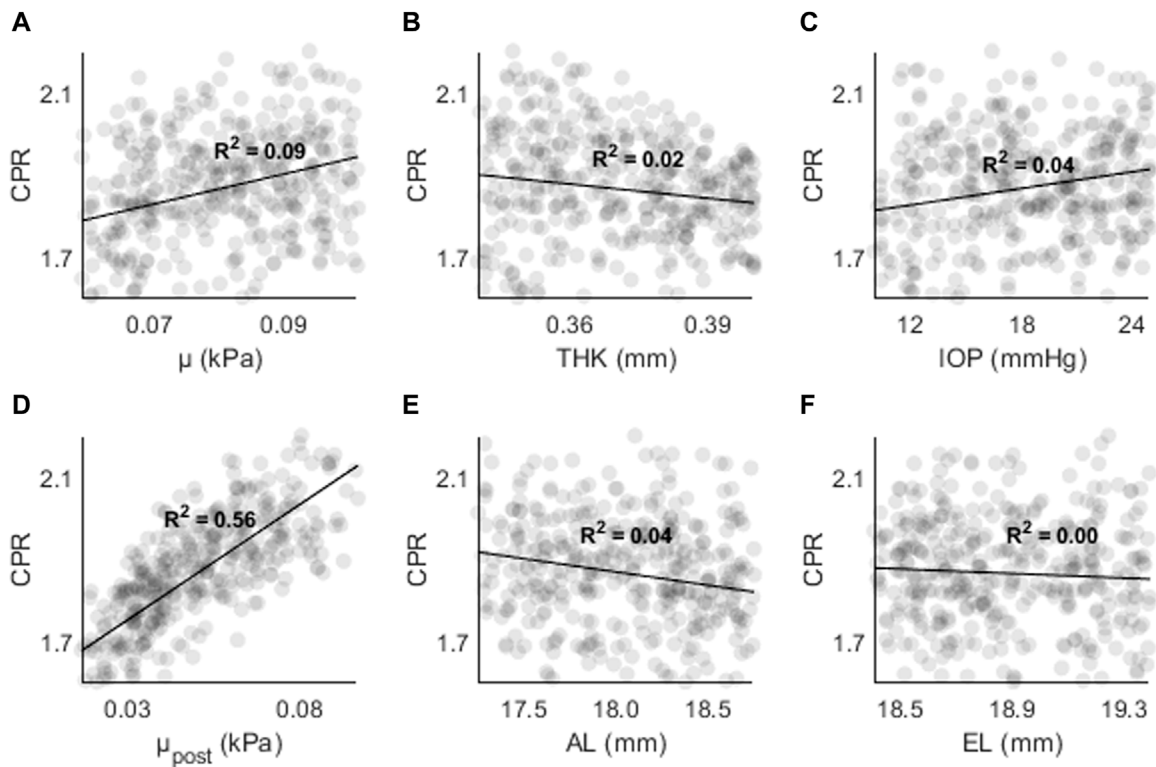 A
CPR
2.1
1.7
R² = 0.09
0.07 0.09
μ (kPa)
B
CPR
2.1
1.7
R² = 0.02
0.36 0.39
THK (mm)
C
CPR
2.1
1.7
R² = 0.04
12 18 24
IOP (mmHg)
D
CPR
2.1
1.7
R² = 0.56
0.03 0.08
μpost (kPa)
E
CPR
2.1
1.7
R² = 0.04
17.5 18.0 18.5
AL (mm)
F
CPR
2.1
1.7
R² = 0.00
18.5 18.9 19.3
EL (mm)